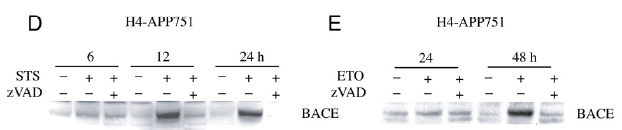 D H4-APP751
6 12 24 h
STS − + + − + + − + +
zVAD + + +
BACE
E H4-APP751
24 48 h
ETO − + + − + +
zVAD + +
BACE